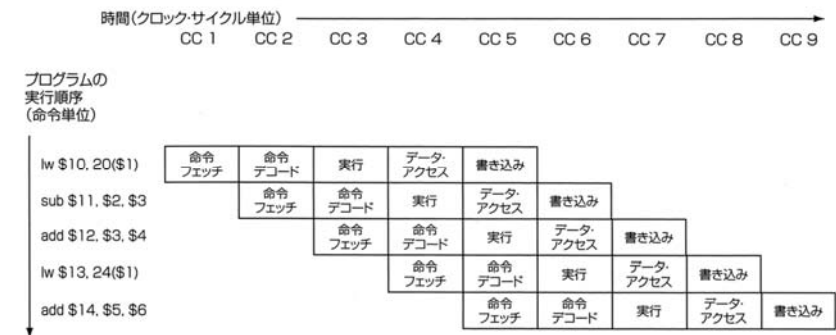 時間(クロック・サイクル単位)
CC 1 CC 2 CC 3 CC 4 CC 5 CC 6 CC 7 CC 8 CC 9
プログラムの
実行順序
(命令単位)
lw $10, 20($1) 命令フェッチ 命令デコード 実行 データ・アクセス 書き込み
sub $11, $2, $3 命令フェッチ 命令デコード 実行 データ・アクセス 書き込み
add $12, $3, $4 命令フェッチ 命令デコード 実行 データ・アクセス 書き込み
lw $13, 24($1) 命令フェッチ 命令デコード 実行 データ・アクセス 書き込み
add $14, $5, $6 命令フェッチ 命令デコード 実行 データ・アクセス 書き込み